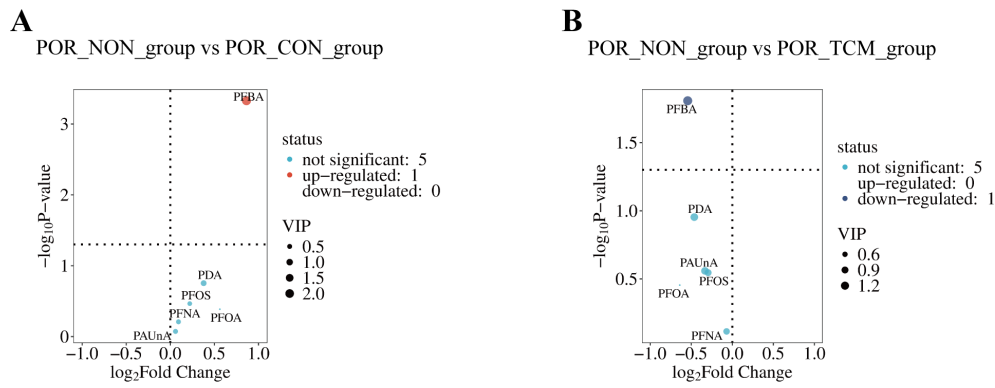 A
POR_NON_group vs POR_CON_group
PFBA
PDA
PFOS
PFNA
PFOA
PAUnA
3
2
1
0
−1.0 −0.5 0.0 0.5 1.0
−log10P−value
log2Fold Change
status
not significant: 5
up−regulated: 1
down−regulated: 0
VIP
0.5
1.0
1.5
2.0
B
POR_NON_group vs POR_TCM_group
PFBA
PDA
PAUnA
PFOS
PFOA
PFNA
1.5
1.0
0.5
−1.0 −0.5 0.0 0.5 1.0
−log10P−value
log2Fold Change
status
not significant: 5
up−regulated: 0
down−regulated: 1
VIP
0.6
0.9
1.2